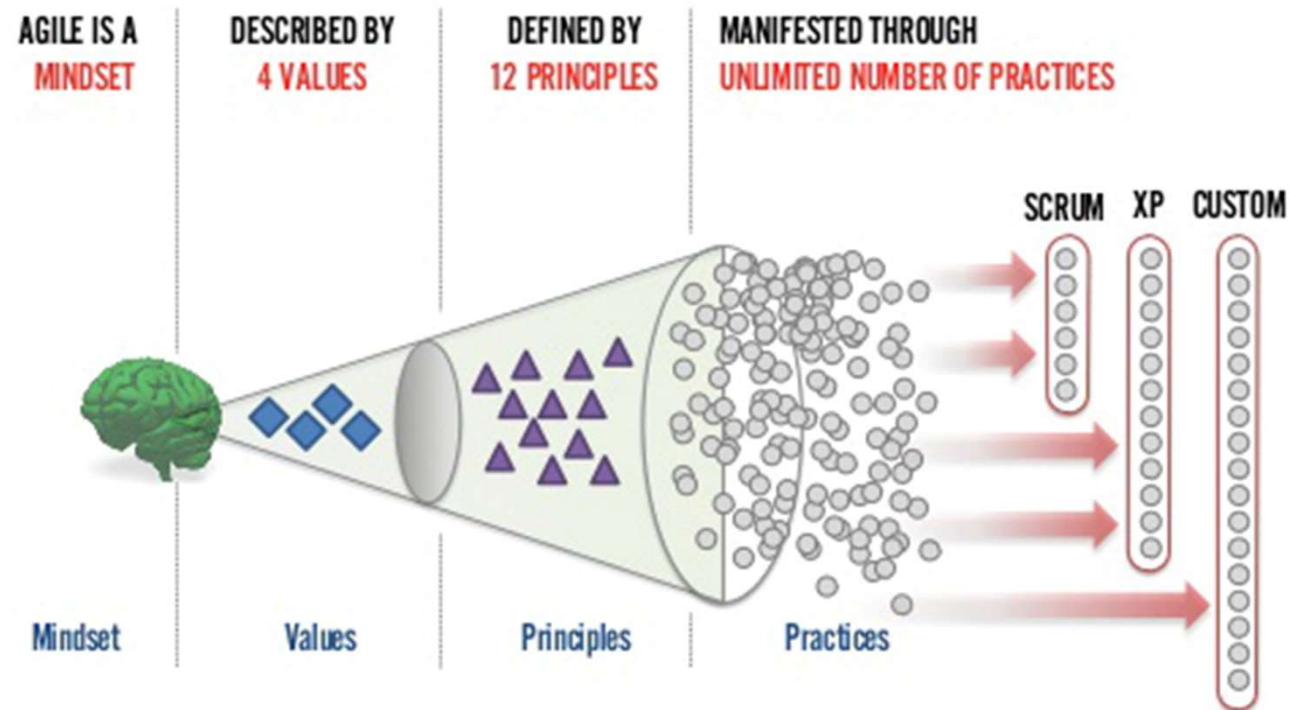 AGILE IS A
MINDSET
DESCRIBED BY
4 VALUES
DEFINED BY
12 PRINCIPLES
MANIFESTED THROUGH
UNLIMITED NUMBER OF PRACTICES
SCRUM
XP
CUSTOM
Mindset
Values
Principles
Practices